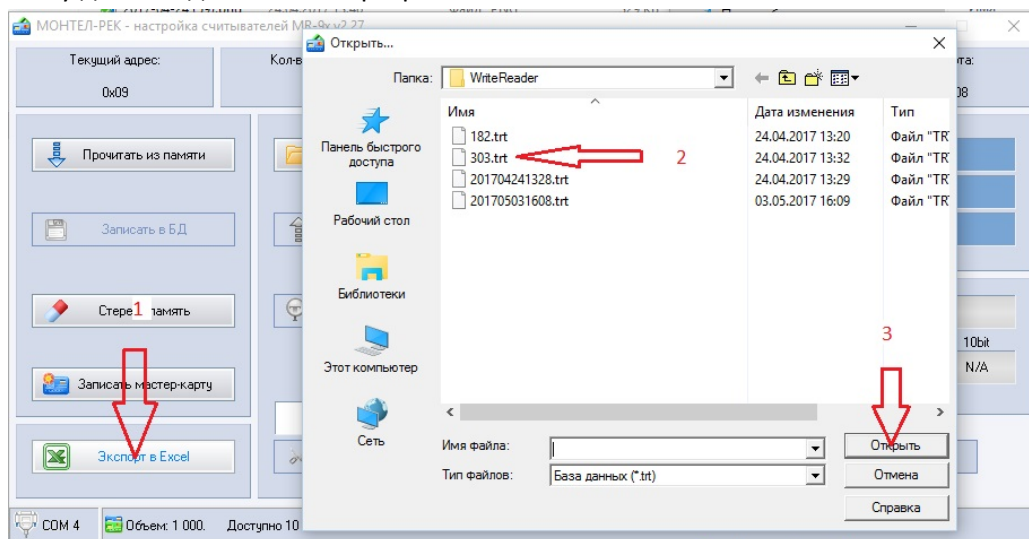 МОНТЕЛ-РЕК - настройка считывателей MR-9x v2.27
Открыть...
Текущий адрес:
0x09
Прочитать из памяти
Записать в БД
1
Записать мастер-карту
Экспорт в Excel
COM 4
Объем: 1 000.
Доступно 10
Папка:
WriteReader
Панель быстрого
доступа
Рабочий стол
Библиотеки
Этот компьютер
Сеть
Имя
Дата изменения
Тип
182.trt
24.04.2017 13:20
Файл "TR
303.trt
2
24.04.2017 13:32
Файл "TR
201704241328.trt
24.04.2017 13:29
Файл "TR
201705031608.trt
03.05.2017 16:09
Файл "TR
3
Имя файла:
Открыть
Тип файлов:
База данных (*.trt)
Отмена
Справка
10bit
N/A